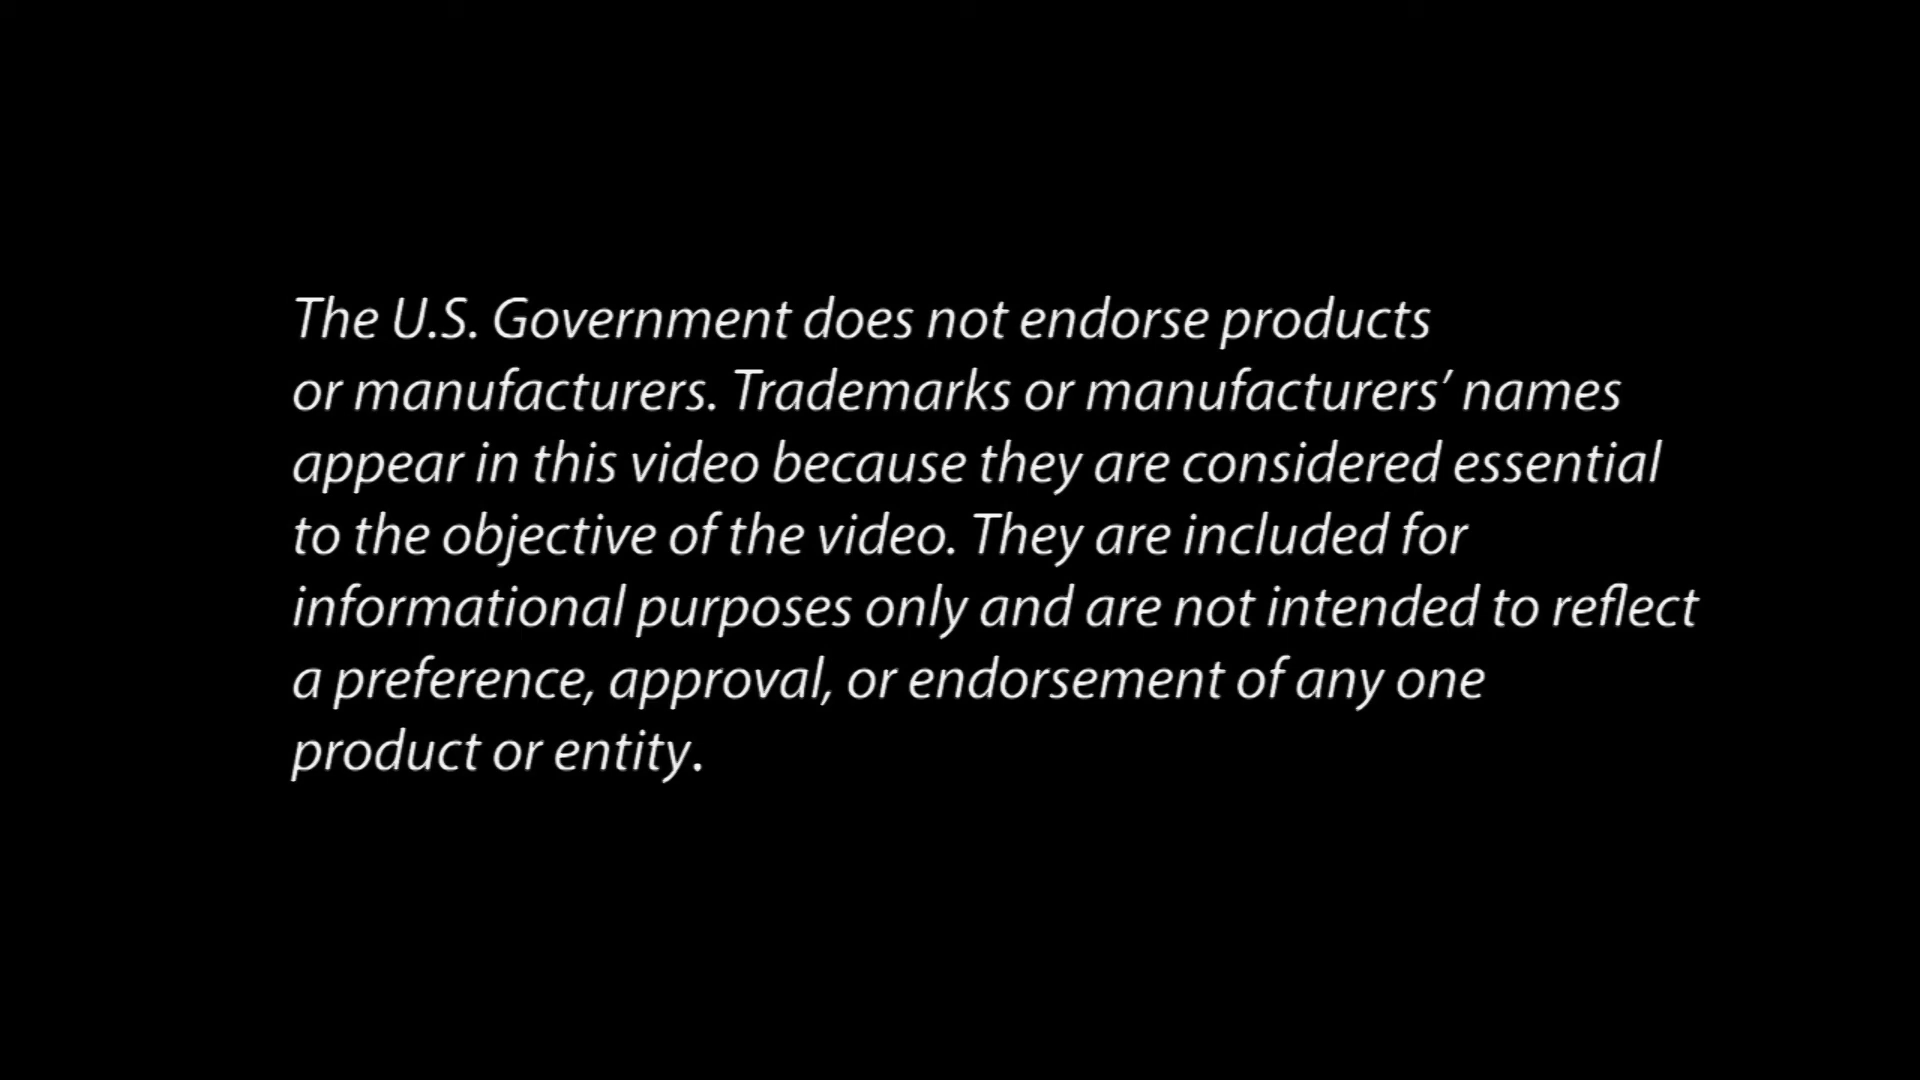 The U.S. Government does not endorse products
or manufacturers. Trademarks or manufacturers’ names
appear in this video because they are considered essential
to the objective of the video. They are included for
informational purposes only and are not intended to reflect
a preference, approval, or endorsement of any one
product or entity.